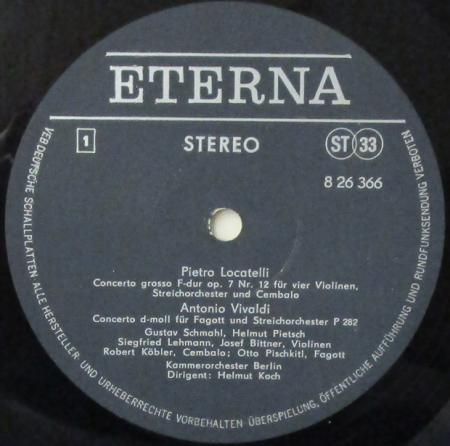 ETERNA
1
STEREO
ST 33
8 26 366
Pietro Locatelli
Concerto grosso F-dur op. 7 Nr. 12 für vier Violinen,
Streichorchester und Cembalo
Antonio Vivaldi
Concerto d-moll für Fagott und Streichorchester P 282
Gustav Schmahl, Helmut Pietsch
Siegfried Lehmann, Josef Bittner, Violinen
Robert Köbler, Cembalo; Otto Pischkitl, Fagott
Kammerorchester Berlin
Dirigent: Helmut Koch
VEB DEUTSCHE SCHALLPLATTEN ALLE HERSTELLER- UND URHEBERRECHTE VORBEHALTEN ÜBERSPIELUNG, ÖFFENTLICHE AUFFÜHRUNG UND RUNDFUNKSENDUNG VERBOTEN